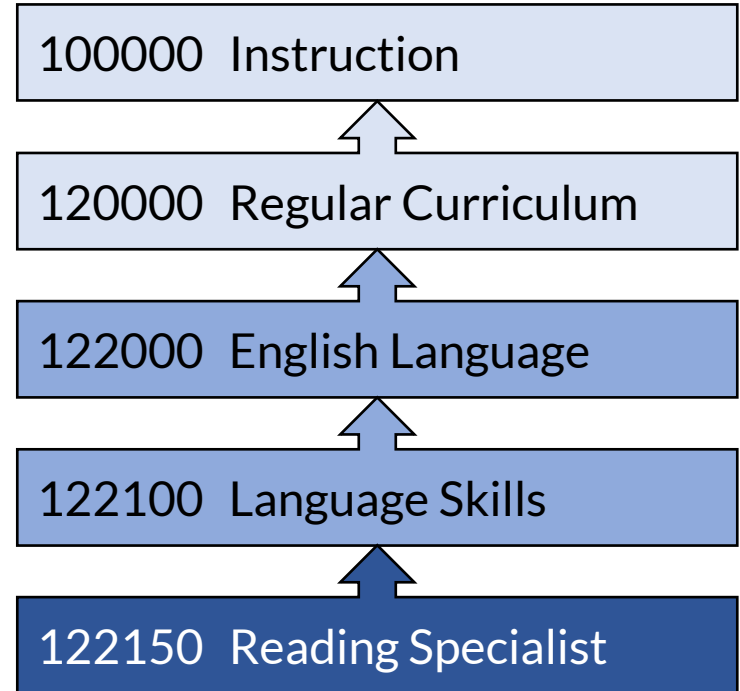 100000 Instruction
120000 Regular Curriculum
122000 English Language
122100 Language Skills
122150 Reading Specialist